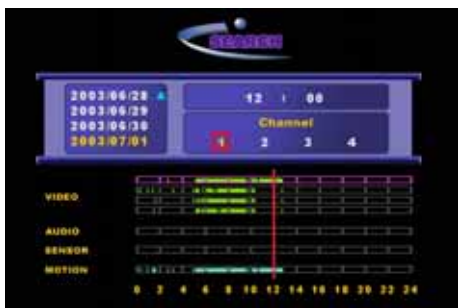 SEARCH
2003/06/28
2003/06/29
2003/06/30
2003/07/01
12 : 00
Channel
1 2 3 4
VIDEO
AUDIO
SENSOR
MOTION
0 2 4 6 8 10 12 14 16 18 20 22 24